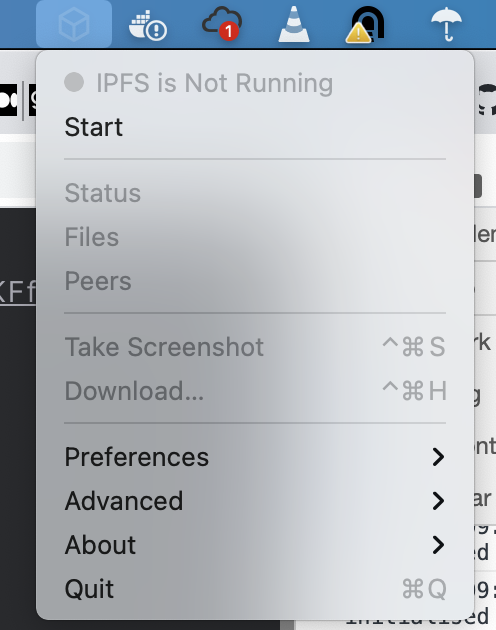 1
IPFS is Not Running
Start
Status
Files
Peers
Take Screenshot ^⌘S
Download... ^⌘H
Preferences
Advanced
About
Quit ⌘Q